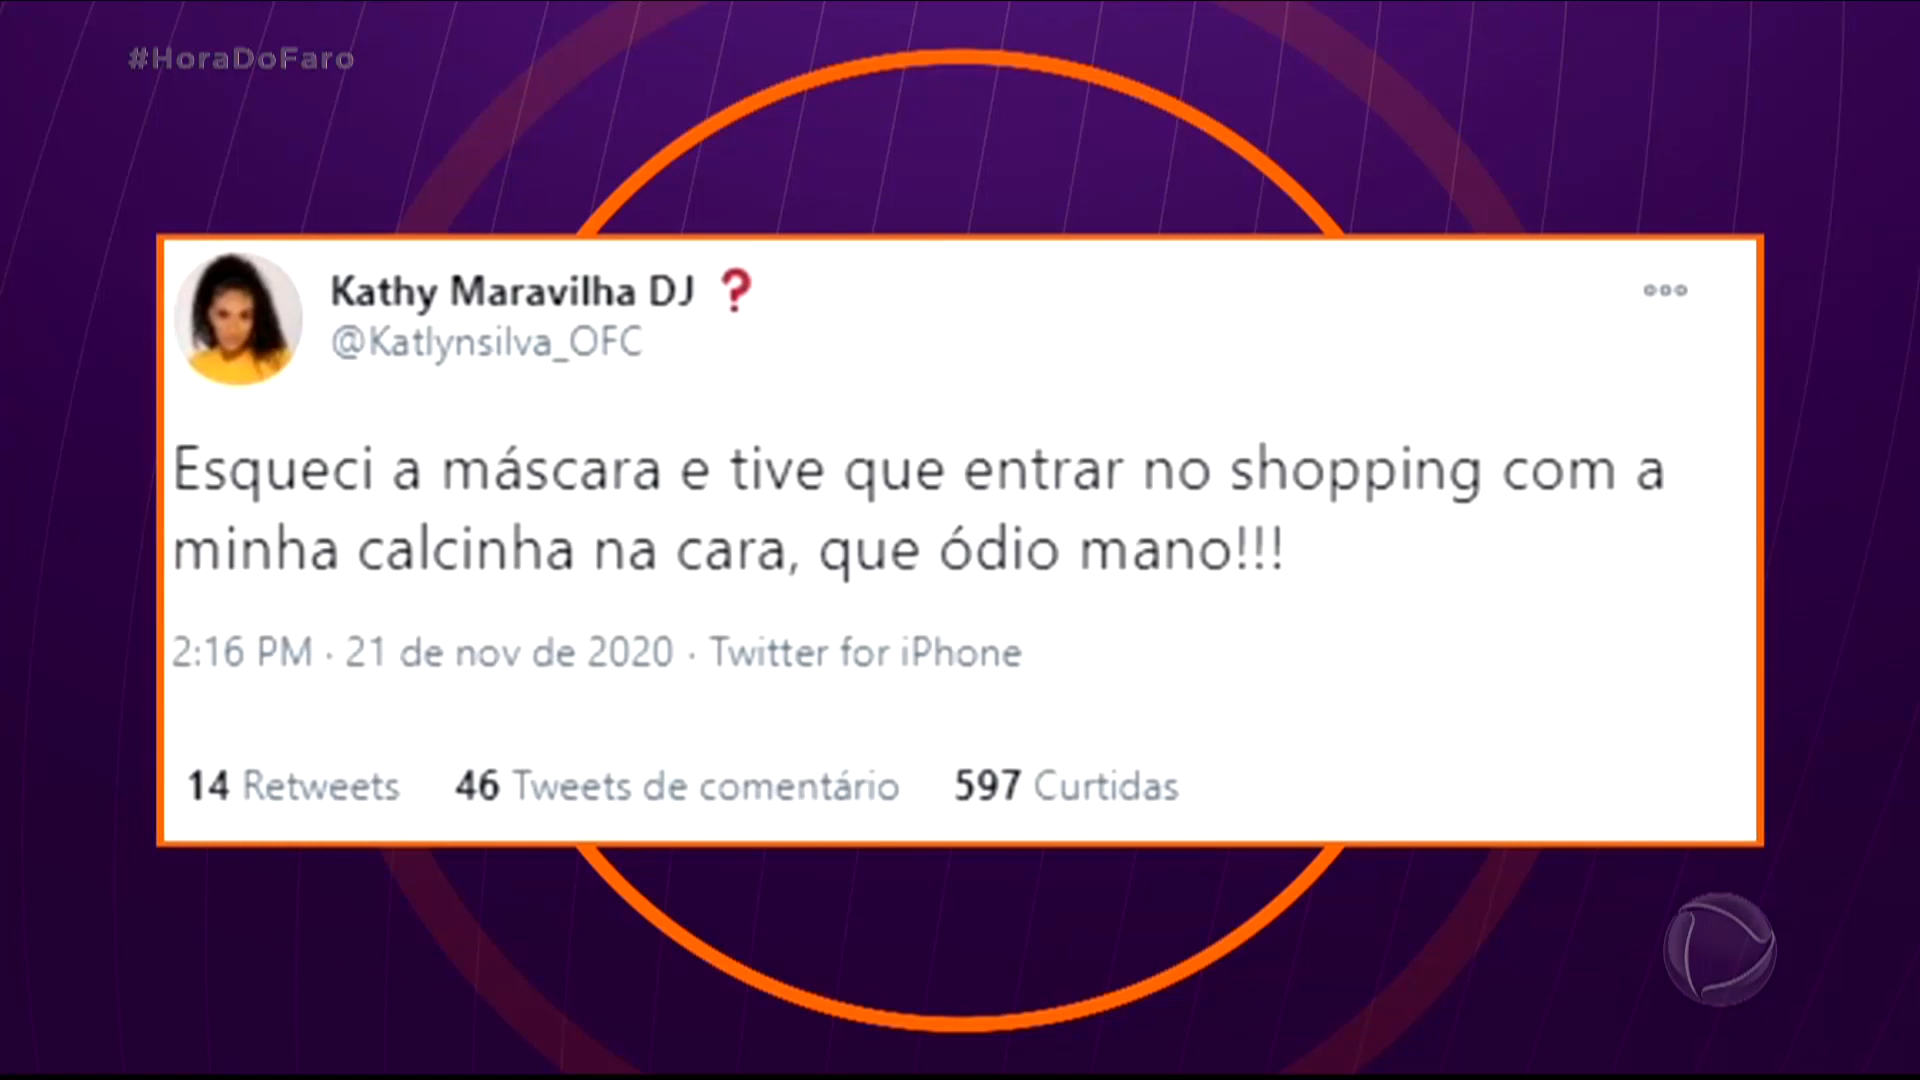 #HoraDoFaro
Kathy Maravilha DJ ❓
@Katlynsilva_OFC
Esqueci a máscara e tive que entrar no shopping com a
minha calcinha na cara, que ódio mano!!!
2:16 PM · 21 de nov de 2020 · Twitter for iPhone
14 Retweets 46 Tweets de comentário 597 Curtidas